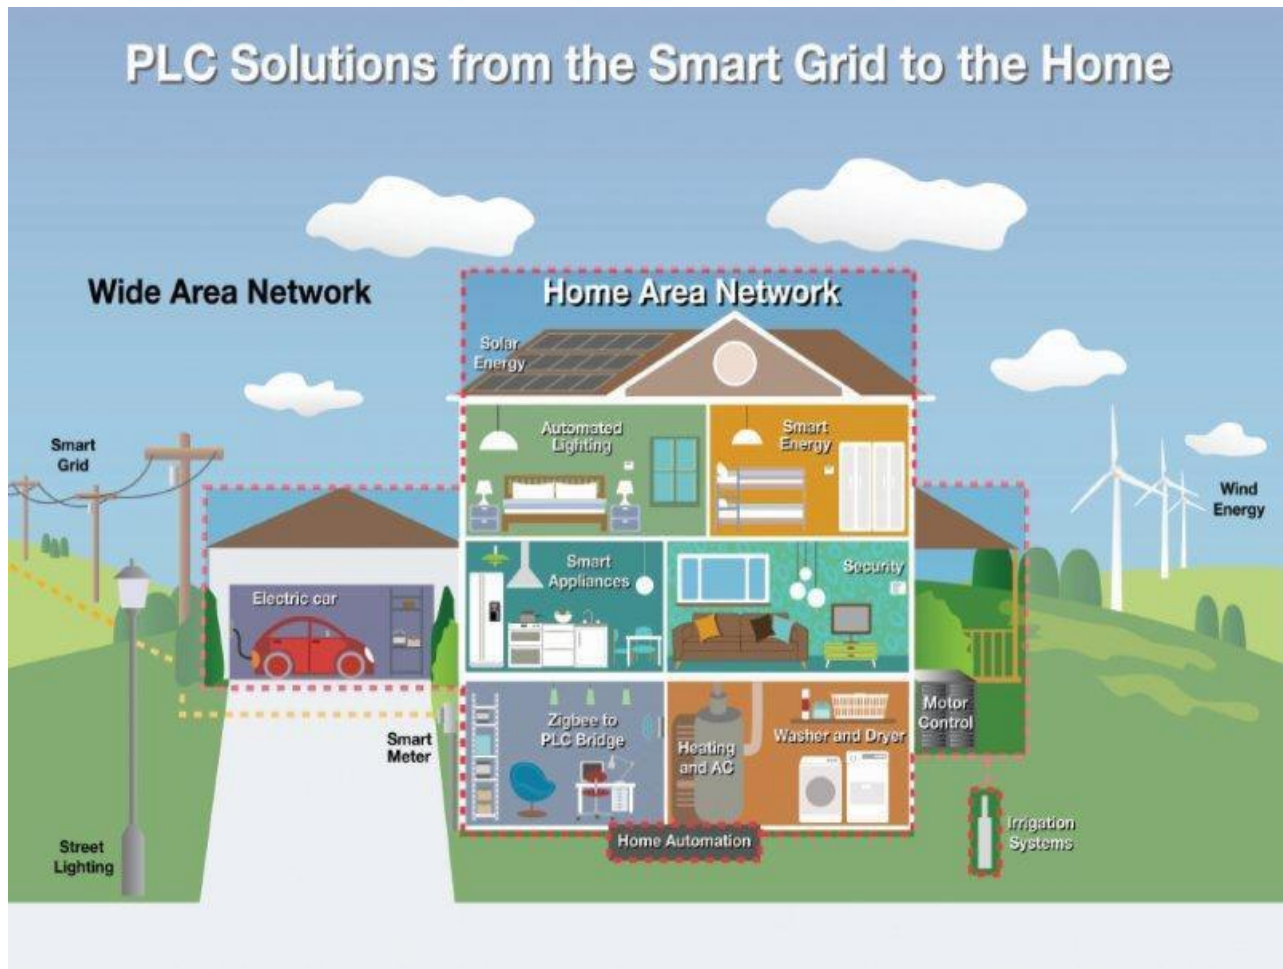 PLC Solutions from the Smart Grid to the Home
Wide Area Network
Home Area Network
Solar
Energy
Automated
Lighting
Smart
Energy
Smart
Grid
Wind
Energy
Smart
Appliances
Security
Electric car
Motor
Control
Zigbee to
PLC Bridge
Heating
and AC
Washer and Dryer
Smart
Meter
Home Automation
Irrigation
Systems
Street
Lighting